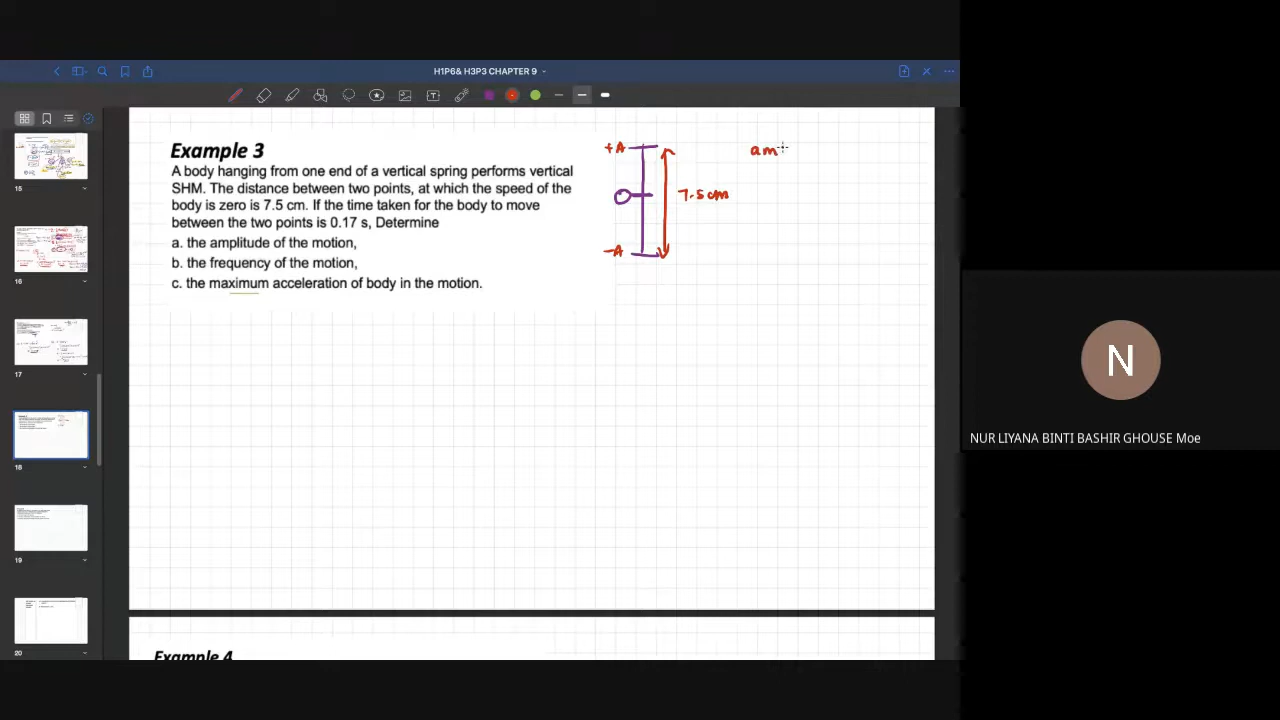 H1P6& H3P3 CHAPTER 9
Example 3
A body hanging from one end of a vertical spring performs vertical
SHM. The distance between two points, at which the speed of the
body is zero is 7.5 cm. If the time taken for the body to move
between the two points is 0.17 s, Determine
a. the amplitude of the motion,
b. the frequency of the motion,
c. the maximum acceleration of body in the motion.
+A
O
-A
7.5 cm
am
15
16
17
18
19
20
Example 4
N
NUR LIYANA BINTI BASHIR GHOUSE Moe